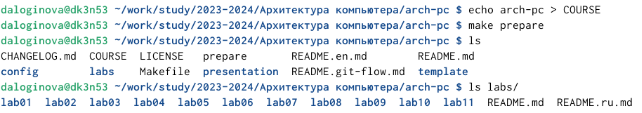 daloginova@dk3n53 ~/work/study/2023-2024/Архитектура компьютера/arch-pc $ echo arch-pc > COURSE
daloginova@dk3n53 ~/work/study/2023-2024/Архитектура компьютера/arch-pc $ make prepare
daloginova@dk3n53 ~/work/study/2023-2024/Архитектура компьютера/arch-pc $ ls
CHANGELOG.md COURSE LICENSE prepare README.en.md README.md
config labs Makefile presentation README.git-flow.md template
daloginova@dk3n53 ~/work/study/2023-2024/Архитектура компьютера/arch-pc $ ls labs/
lab01 lab02 lab03 lab04 lab05 lab06 lab07 lab08 lab09 lab10 lab11 README.md README.ru.md